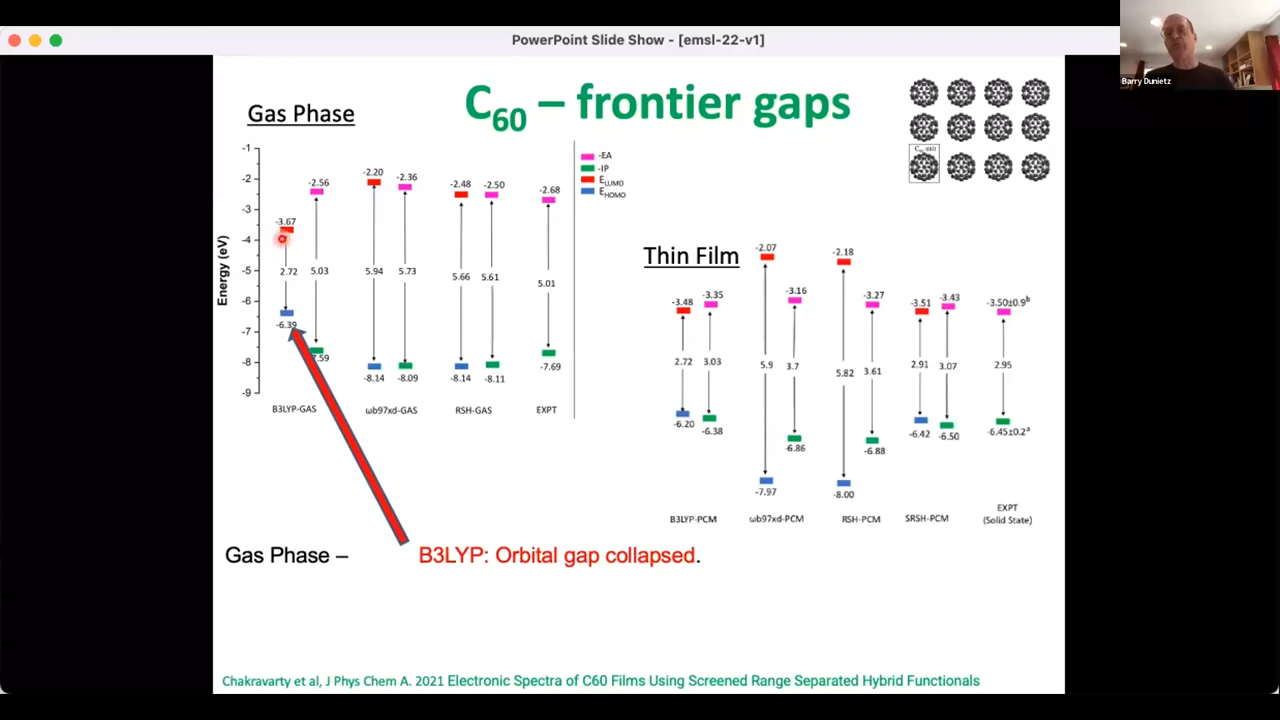 PowerPoint Slide Show - [emsl-22-v1]
Barry Dunietz
C60 – frontier gaps
Gas Phase
-EA
-IP
ELUMO
EHOMO
Energy (eV)
-1
-2
-3
-4
-5
-6
-7
-8
-9
-3.67
2.72
-6.39
-2.56
5.03
7.59
-2.20
5.94
-8.14
-2.36
5.73
-8.09
-2.48
5.66
-8.14
-2.50
5.61
-8.11
-2.68
5.01
-7.69
B3LYP-GAS
ωb97xd-GAS
RSH-GAS
EXPT
Thin Film
-3.48
2.72
-6.20
-3.35
3.03
-6.38
-2.07
5.9
-7.97
-3.16
3.7
-6.86
-2.18
5.82
-8.00
-3.27
3.61
-6.88
-3.51
2.91
-6.42
-3.43
3.07
-6.50
-3.50±0.9b
2.95
-6.45±0.2a
B3LYP-PCM
ωb97xd-PCM
RSH-PCM
SRSH-PCM
EXPT
(Solid State)
Gas Phase – B3LYP: Orbital gap collapsed.
Chakravarty et al, J Phys Chem A. 2021 Electronic Spectra of C60 Films Using Screened Range Separated Hybrid Functionals